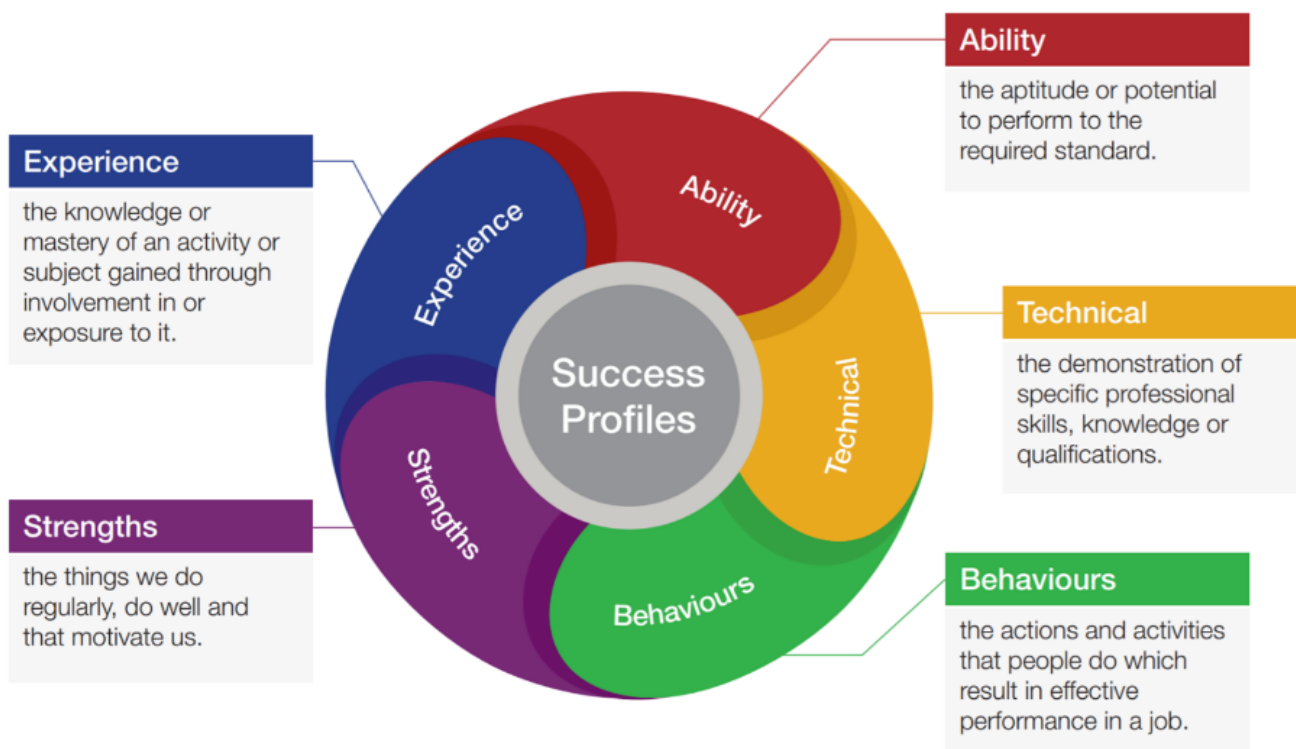 Ability
the aptitude or potential
to perform to the
required standard.
Experience
the knowledge or
mastery of an activity or
subject gained through
involvement in or
exposure to it.
Technical
the demonstration of
specific professional
skills, knowledge or
qualifications.
Strengths
the things we do
regularly, do well and
that motivate us.
Behaviours
the actions and activities
that people do which
result in effective
performance in a job.
Ability
Experience
Technical
Strengths
Behaviours
Success
Profiles